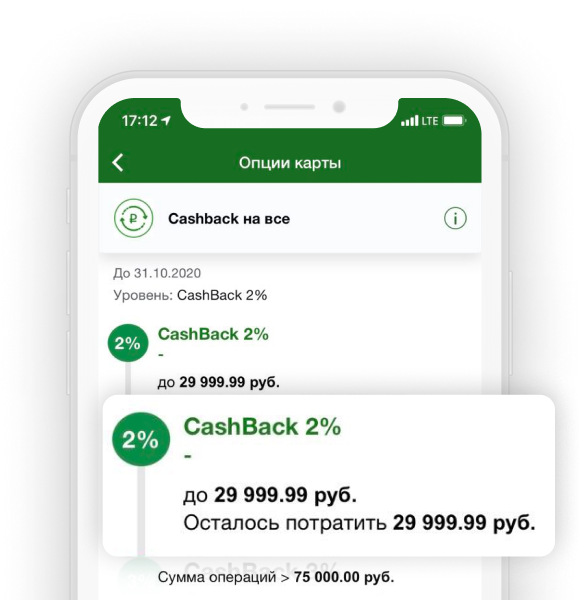 17:12
LTE
Опции карты
₽
Cashback на все
i
До 31.10.2020
Уровень: CashBack 2%
2%
CashBack 2%
-
до 29 999.99 руб.
2%
CashBack 2%
-
до 29 999.99 руб.
Осталось потратить 29 999.99 руб.
CashBack 2%
Сумма операций > 75 000.00 руб.